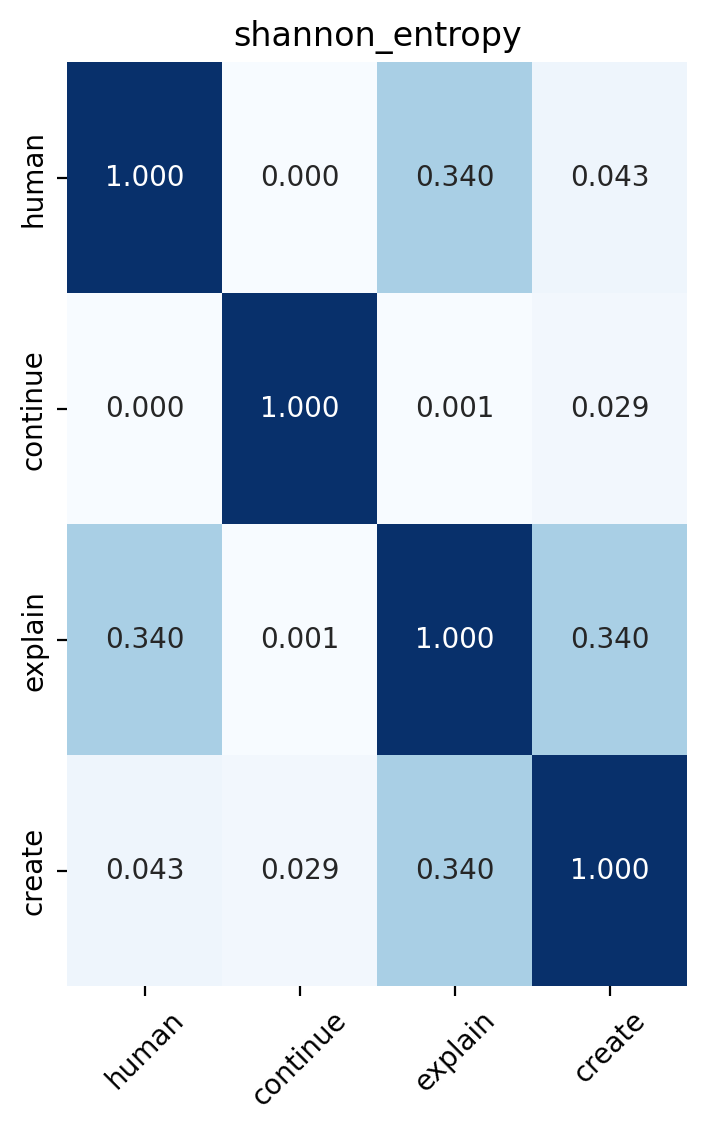 shannon_entropy
human
1.000 0.000 0.340 0.043
continue
0.000 1.000 0.001 0.029
explain
0.340 0.001 1.000 0.340
create
0.043 0.029 0.340 1.000
human continue explain create